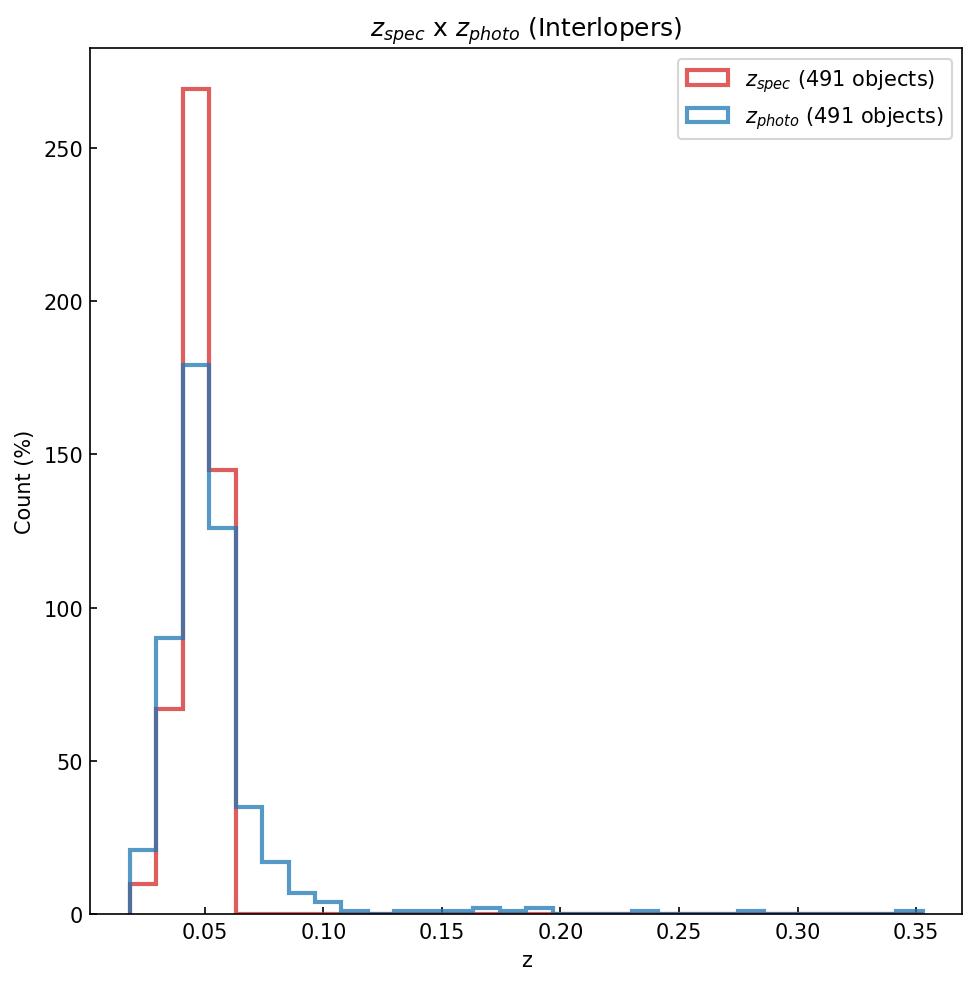 z_spec x z_photo (Interlopers)
z_spec (491 objects)
z_photo (491 objects)
Count (%)
250
200
150
100
50
0
0.05 0.10 0.15 0.20 0.25 0.30 0.35
z